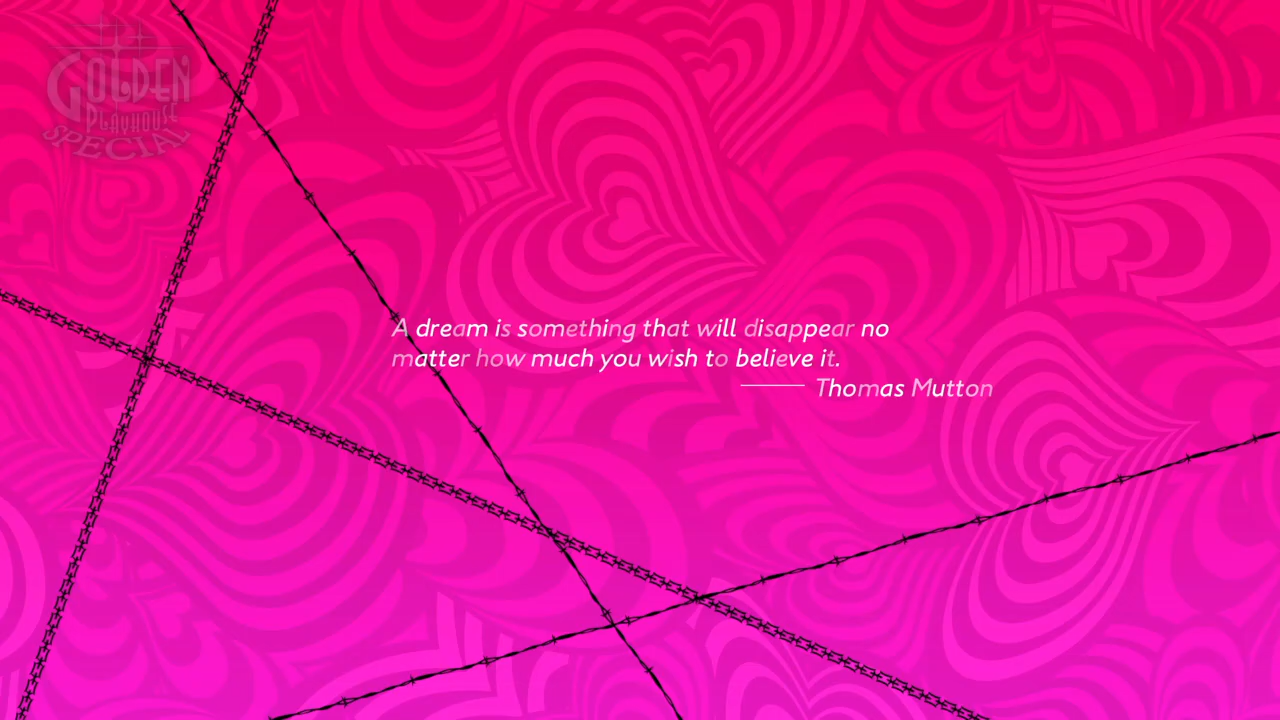 GOLDEN
PLAYHOUSE
SPECIAL
A dream is something that will disappear no
matter how much you wish to believe it.
Thomas Mutton